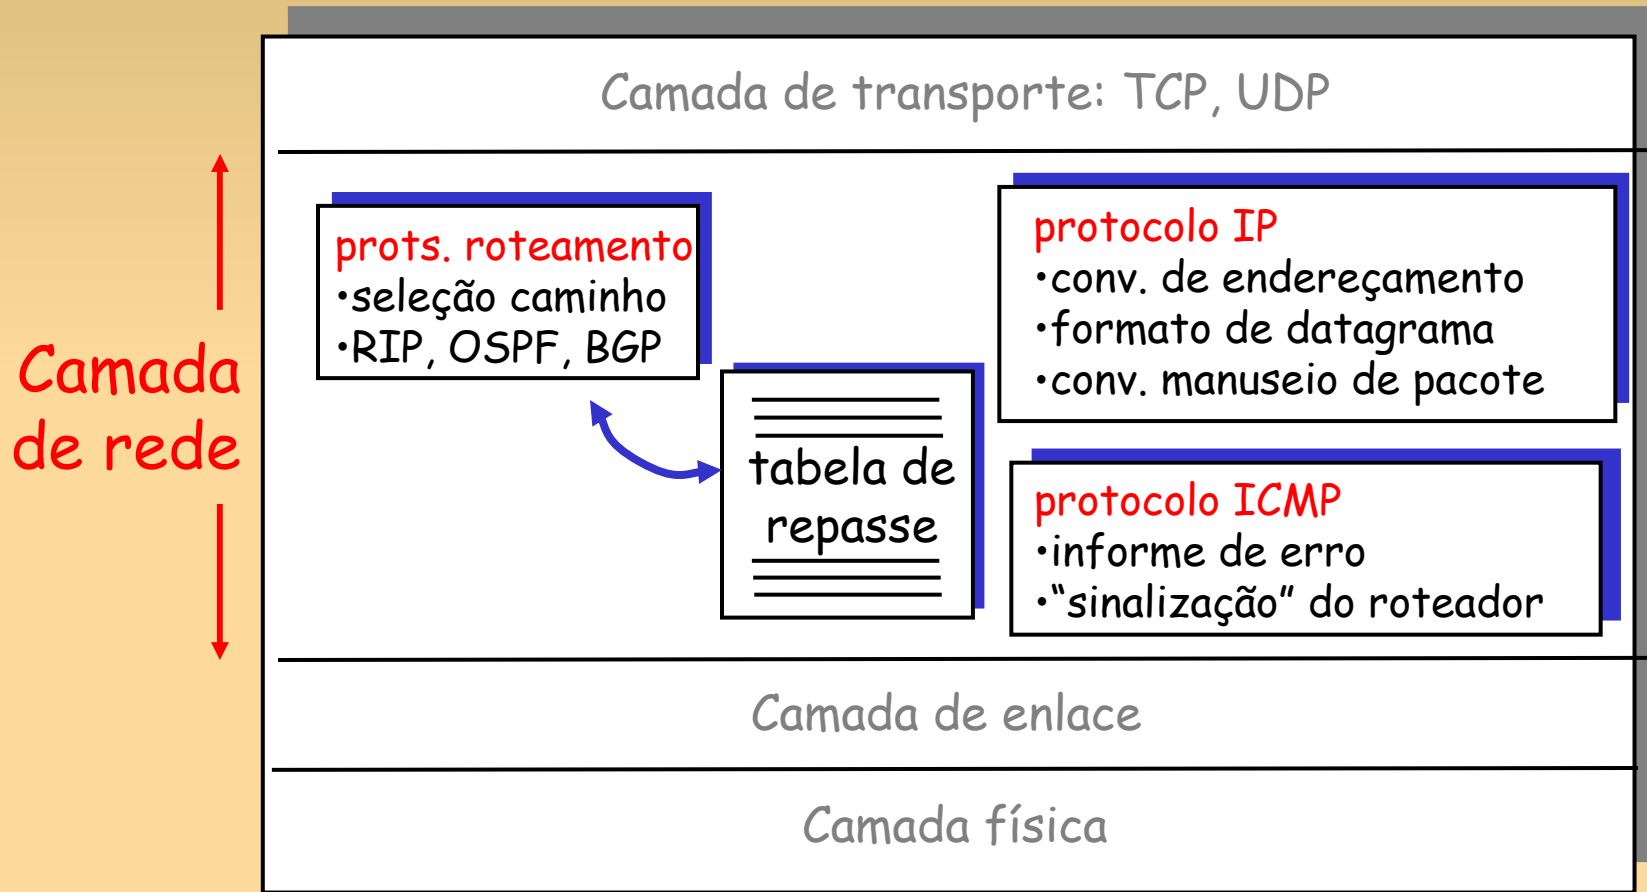 Camada de transporte: TCP, UDP
Camada
de rede
prots. roteamento
•seleção caminho
•RIP, OSPF, BGP
tabela de
repasse
protocolo IP
•conv. de endereçamento
•formato de datagrama
•conv. manuseio de pacote
protocolo ICMP
•informe de erro
•“sinalização” do roteador
Camada de enlace
Camada física